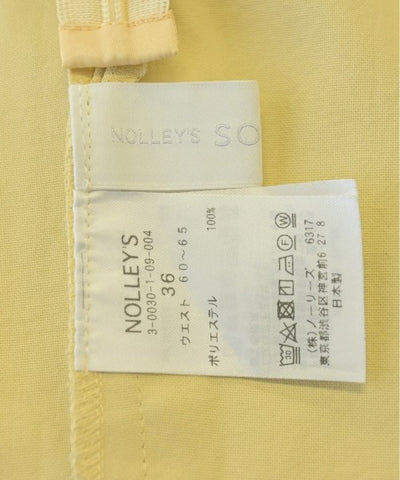 NOLLEY'S SO
NOLLEY'S
3-0030-1-09-004
36
ウエスト 60～65
ポリエステル 100%
30
(株)ノーリーズ 6317
東京都渋谷区神宮前6 27 8
日本製